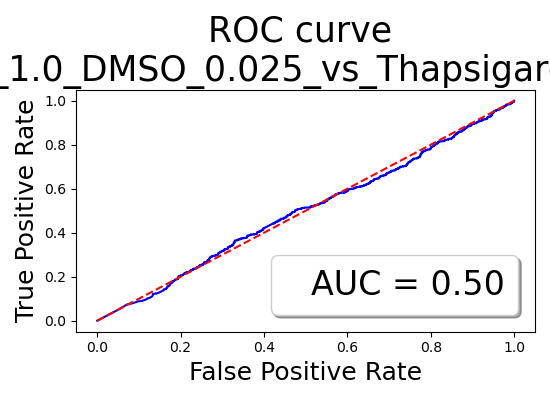 ROC curve
_1.0_DMSO_0.025_vs_Thapsigar
True Positive Rate
1.0
0.8
0.6
0.4
0.2
0.0
AUC = 0.50
0.0 0.2 0.4 0.6 0.8 1.0
False Positive Rate